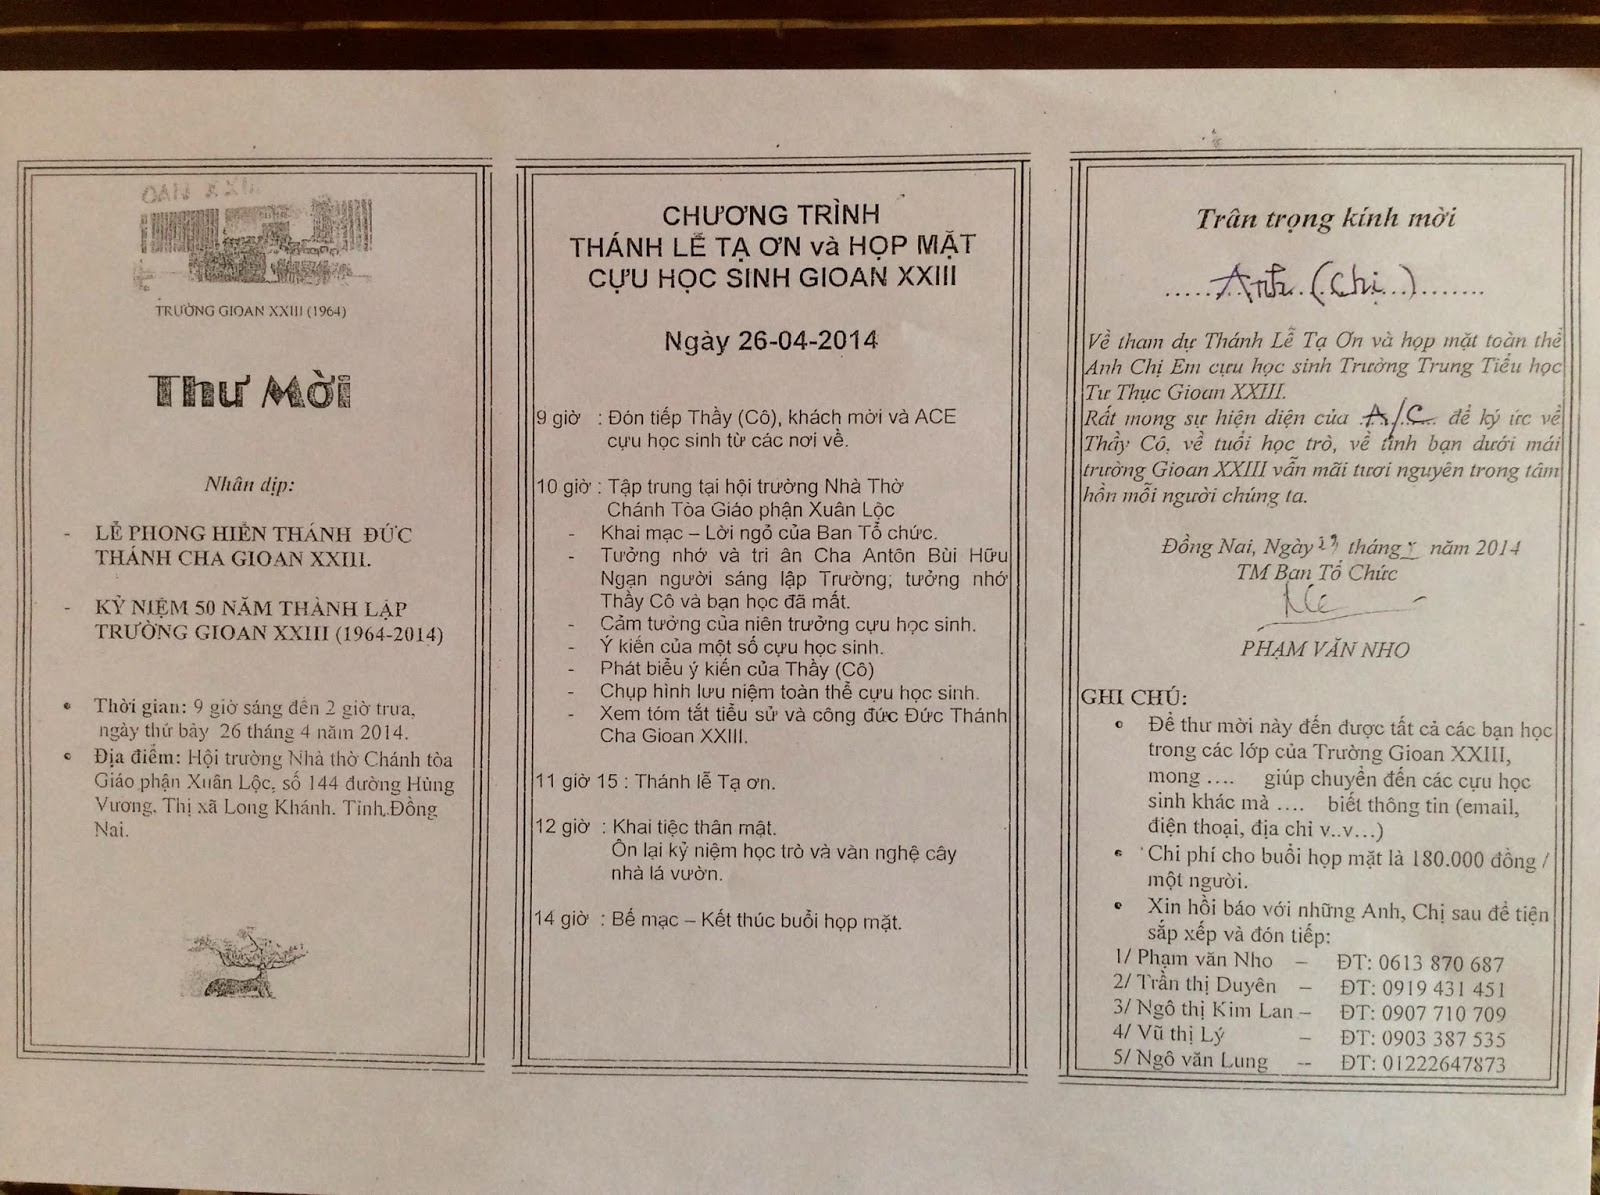 TRƯỜNG GIOAN XXIII (1964)
Thư Mời
Nhân dịp:
- LỄ PHONG HIỂN THÁNH ĐỨC
THÁNH CHA GIOAN XXIII.
- KỶ NIỆM 50 NĂM THÀNH LẬP
TRƯỜNG GIOAN XXIII (1964-2014)
• Thời gian: 9 giờ sáng đến 2 giờ trưa,
ngày thứ bảy 26 tháng 4 năm 2014.
• Địa điểm: Hội trường Nhà thờ Chánh tòa
Giáo phận Xuân Lộc, số 144 đường Hùng
Vương, Thị xã Long Khánh. Tỉnh Đồng
Nai.
CHƯƠNG TRÌNH
THÁNH LỄ TẠ ƠN và HỌP MẶT
CỰU HỌC SINH GIOAN XXIII
Ngày 26-04-2014
9 giờ : Đón tiếp Thầy (Cô), khách mời và ACE
cựu học sinh từ các nơi về.
10 giờ : Tập trung tại hội trường Nhà Thờ
Chánh Tòa Giáo phận Xuân Lộc
- Khai mạc – Lời ngỏ của Ban Tổ chức.
- Tưởng nhớ và tri ân Cha Antôn Bùi Hữu
Ngạn người sáng lập Trường; tưởng nhớ
Thầy Cô và bạn học đã mất.
- Cảm tưởng của niên trưởng cựu học sinh.
- Ý kiến của một số cựu học sinh.
- Phát biểu ý kiến của Thầy (Cô)
- Chụp hình lưu niệm toàn thể cựu học sinh.
- Xem tóm tắt tiểu sử và công đức Đức Thánh
Cha Gioan XXIII.
11 giờ 15 : Thánh lễ Tạ ơn.
12 giờ : Khai tiệc thân mật.
Ôn lại kỷ niệm học trò và văn nghệ cây
nhà lá vườn.
14 giờ : Bế mạc – Kết thúc buổi họp mặt.
Trân trọng kính mời
......Anh...(Chị...).......
Về tham dự Thánh Lễ Tạ Ơn và họp mặt toàn thể
Anh Chị Em cựu học sinh Trường Trung Tiểu học
Tư Thục Gioan XXIII.
Rất mong sự hiện diện của A/C để ký ức về
Thầy Cô, về tuổi học trò, về tình bạn dưới mái
trường Gioan XXIII vẫn mãi tươi nguyên trong tâm
hồn mỗi người chúng ta.
Đồng Nai, Ngày tháng năm 2014
TM Ban Tổ Chức
PHẠM VĂN NHO
GHI CHÚ:
• Để thư mời này đến được tất cả các bạn học
trong các lớp của Trường Gioan XXIII,
mong .... giúp chuyển đến các cựu học
sinh khác mà .... biết thông tin (email,
điện thoại, địa chỉ v..v...)
• Chi phí cho buổi họp mặt là 180.000 đồng /
một người.
• Xin hồi báo với những Anh, Chị sau để tiện
sắp xếp và đón tiếp:
1/ Phạm văn Nho – ĐT: 0613 870 687
2/ Trần thị Duyên – ĐT: 0919 431 451
3/ Ngô thị Kim Lan – ĐT: 0907 710 709
4/ Vũ thị Lý – ĐT: 0903 387 535
5/ Ngô văn Lung -- ĐT: 01222647873